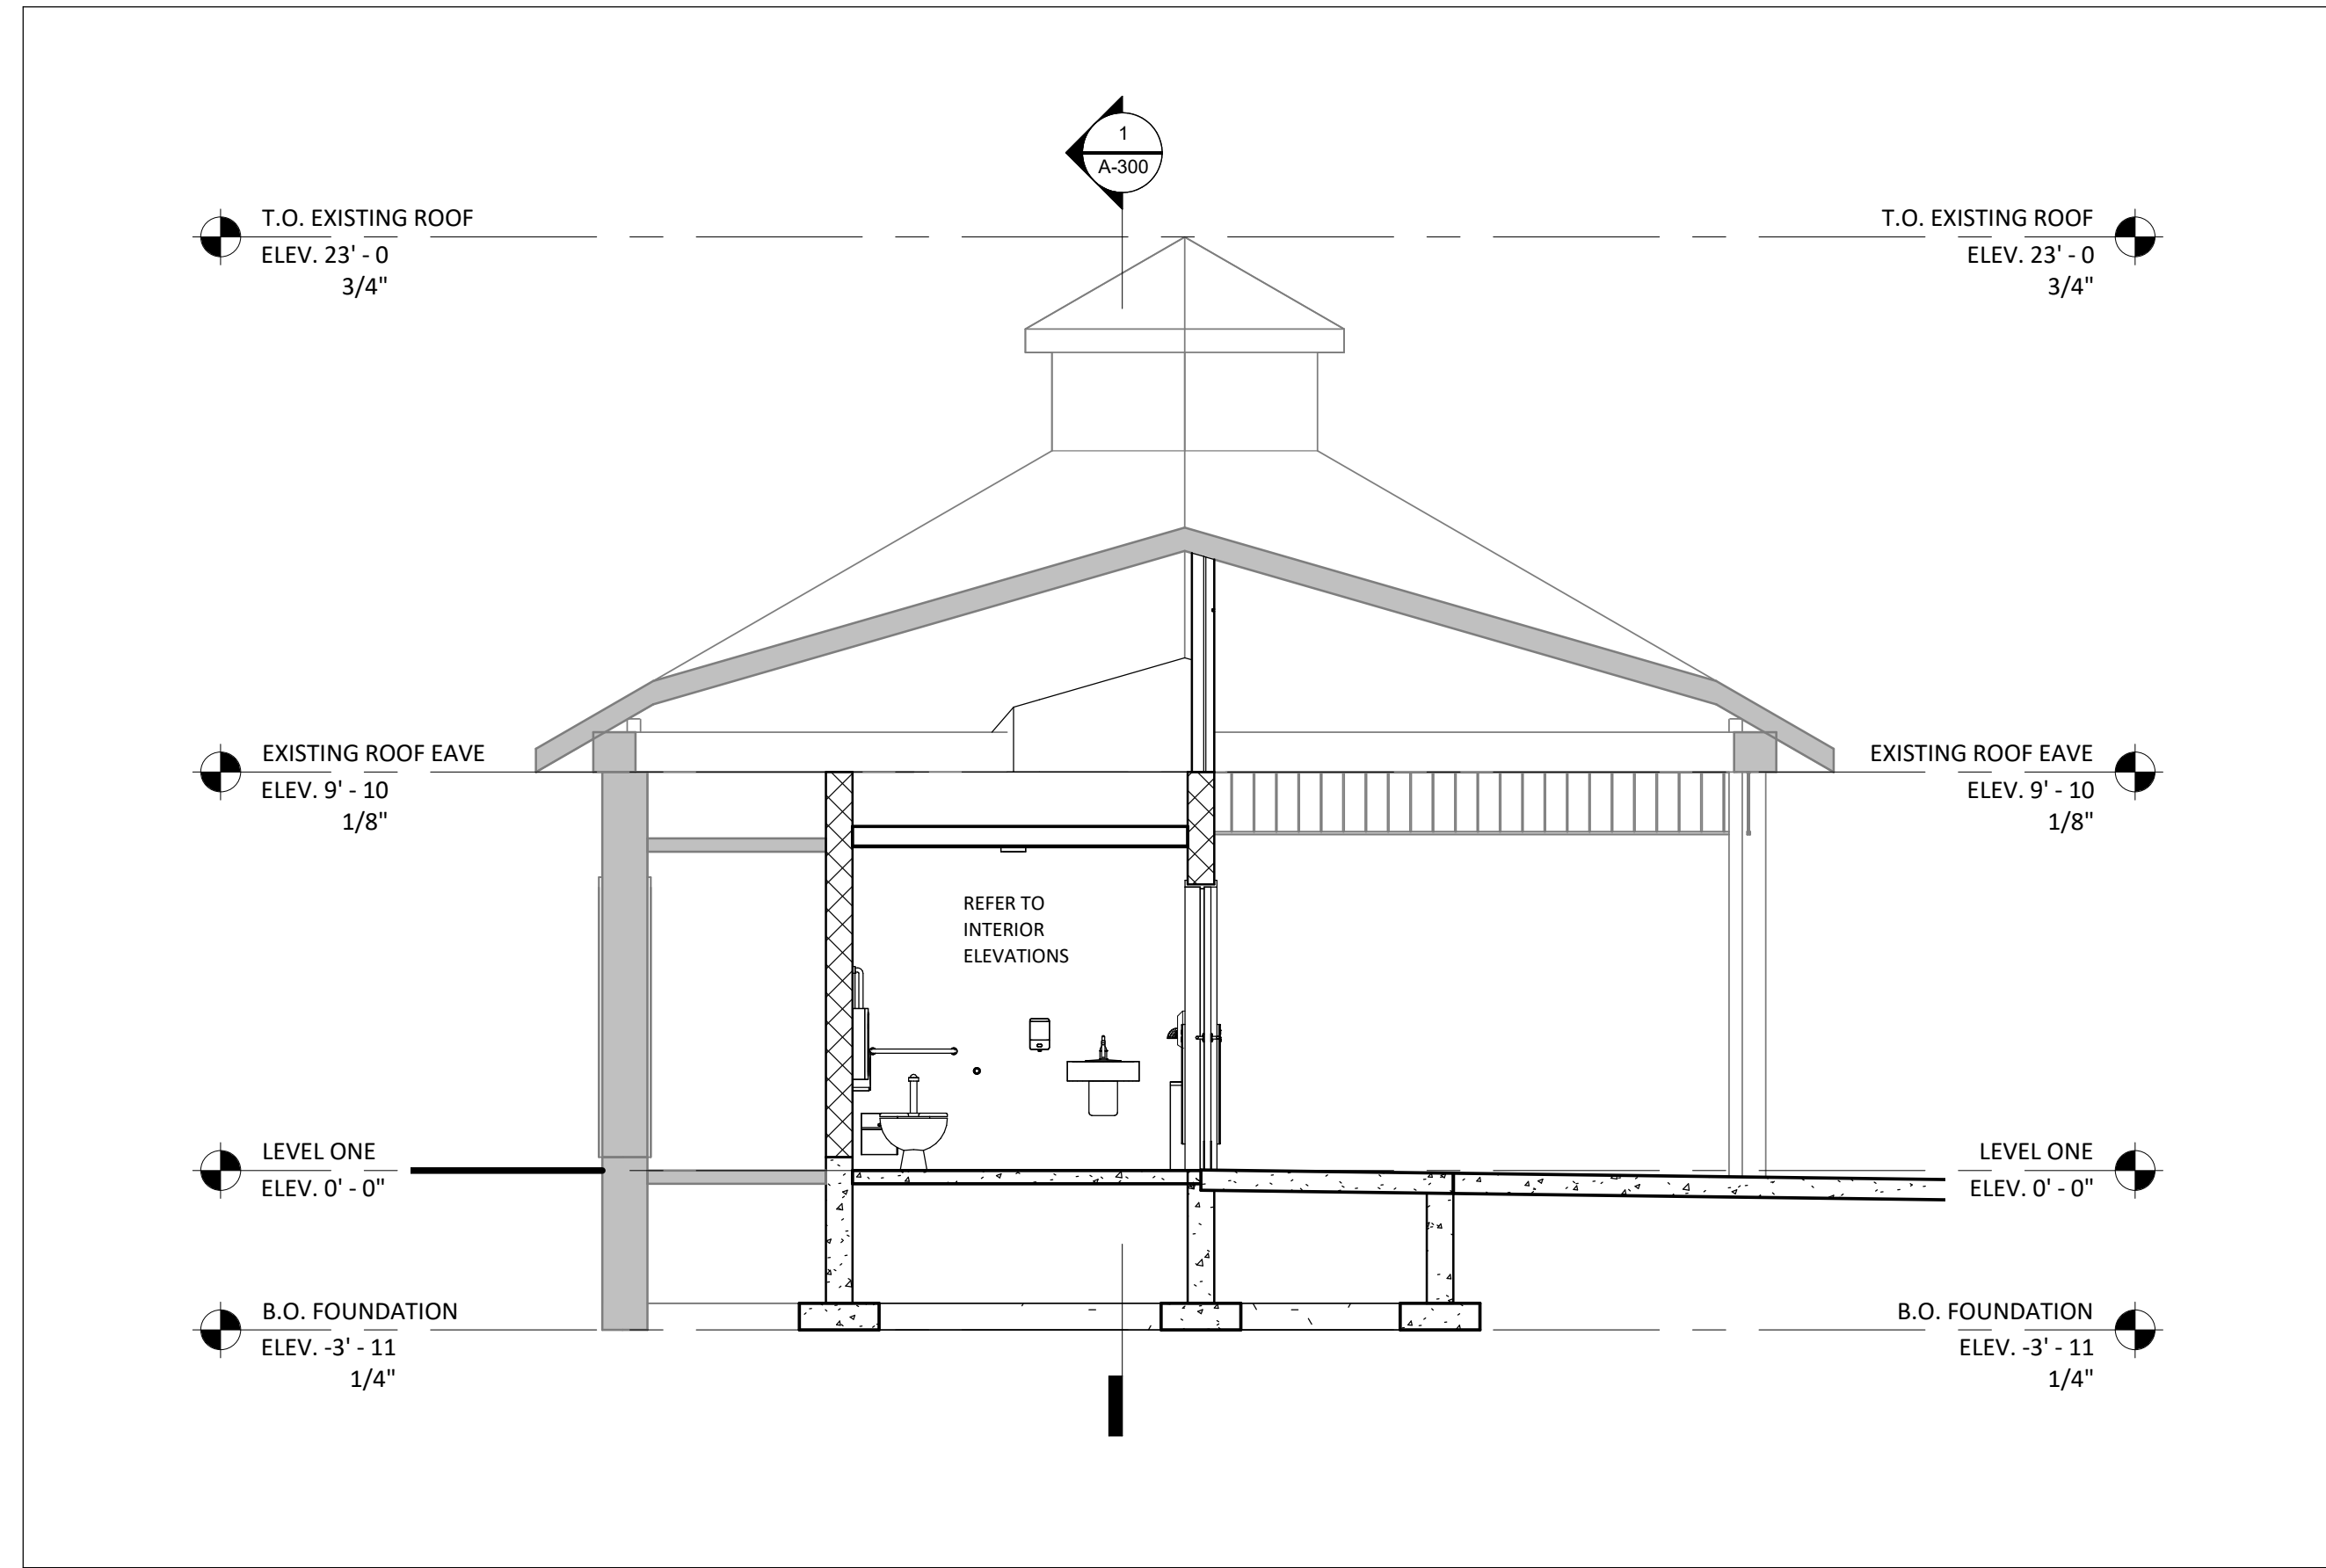 1
A-300
T.O. EXISTING ROOF
ELEV. 23' - 0
3/4"
T.O. EXISTING ROOF
ELEV. 23' - 0
3/4"
EXISTING ROOF EAVE
ELEV. 9' - 10
1/8"
EXISTING ROOF EAVE
ELEV. 9' - 10
1/8"
REFER TO
INTERIOR
ELEVATIONS
LEVEL ONE
ELEV. 0' - 0"
LEVEL ONE
ELEV. 0' - 0"
B.O. FOUNDATION
ELEV. -3' - 11
1/4"
B.O. FOUNDATION
ELEV. -3' - 11
1/4"